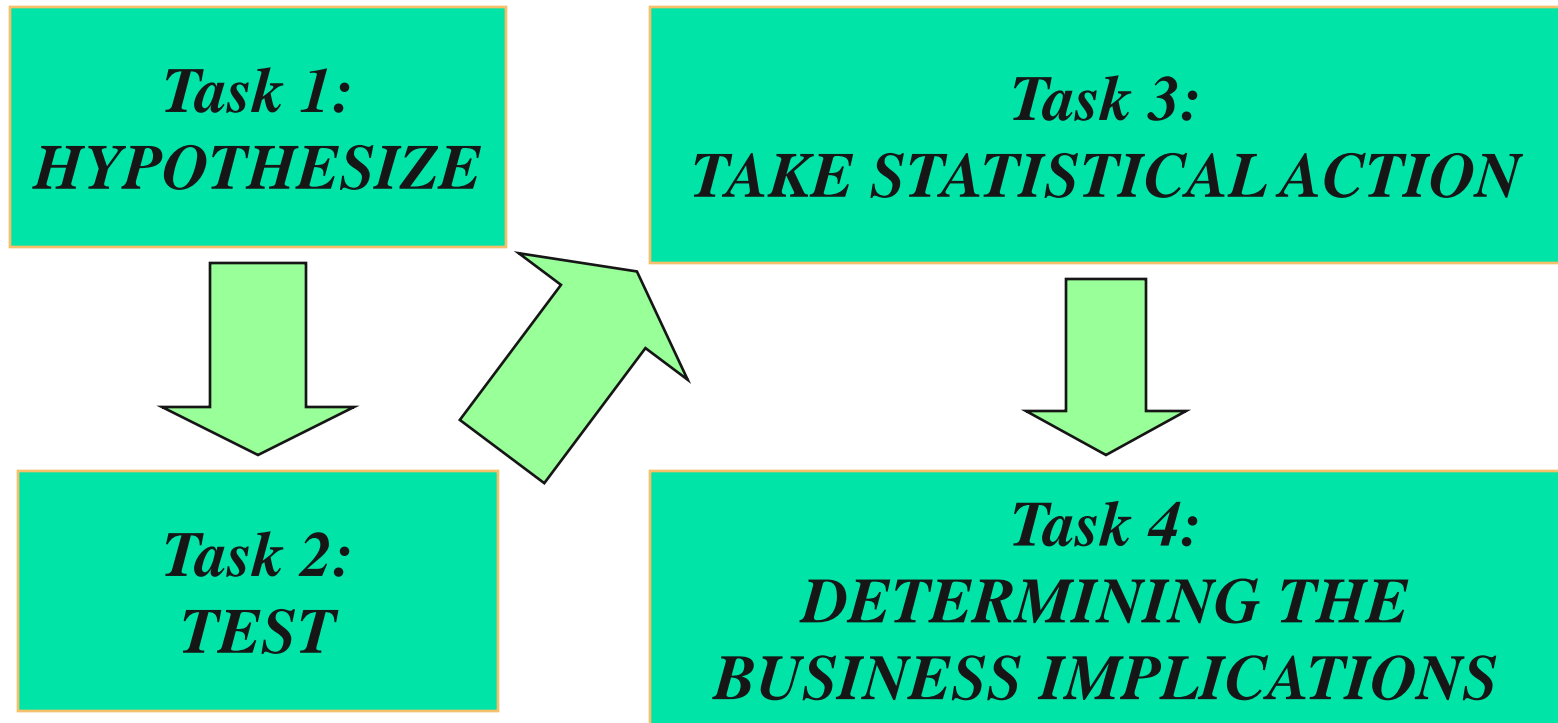 Task 1:
HYPOTHESIZE
Task 2:
TEST
Task 3:
TAKE STATISTICAL ACTION
Task 4:
DETERMINING THE
BUSINESS IMPLICATIONS